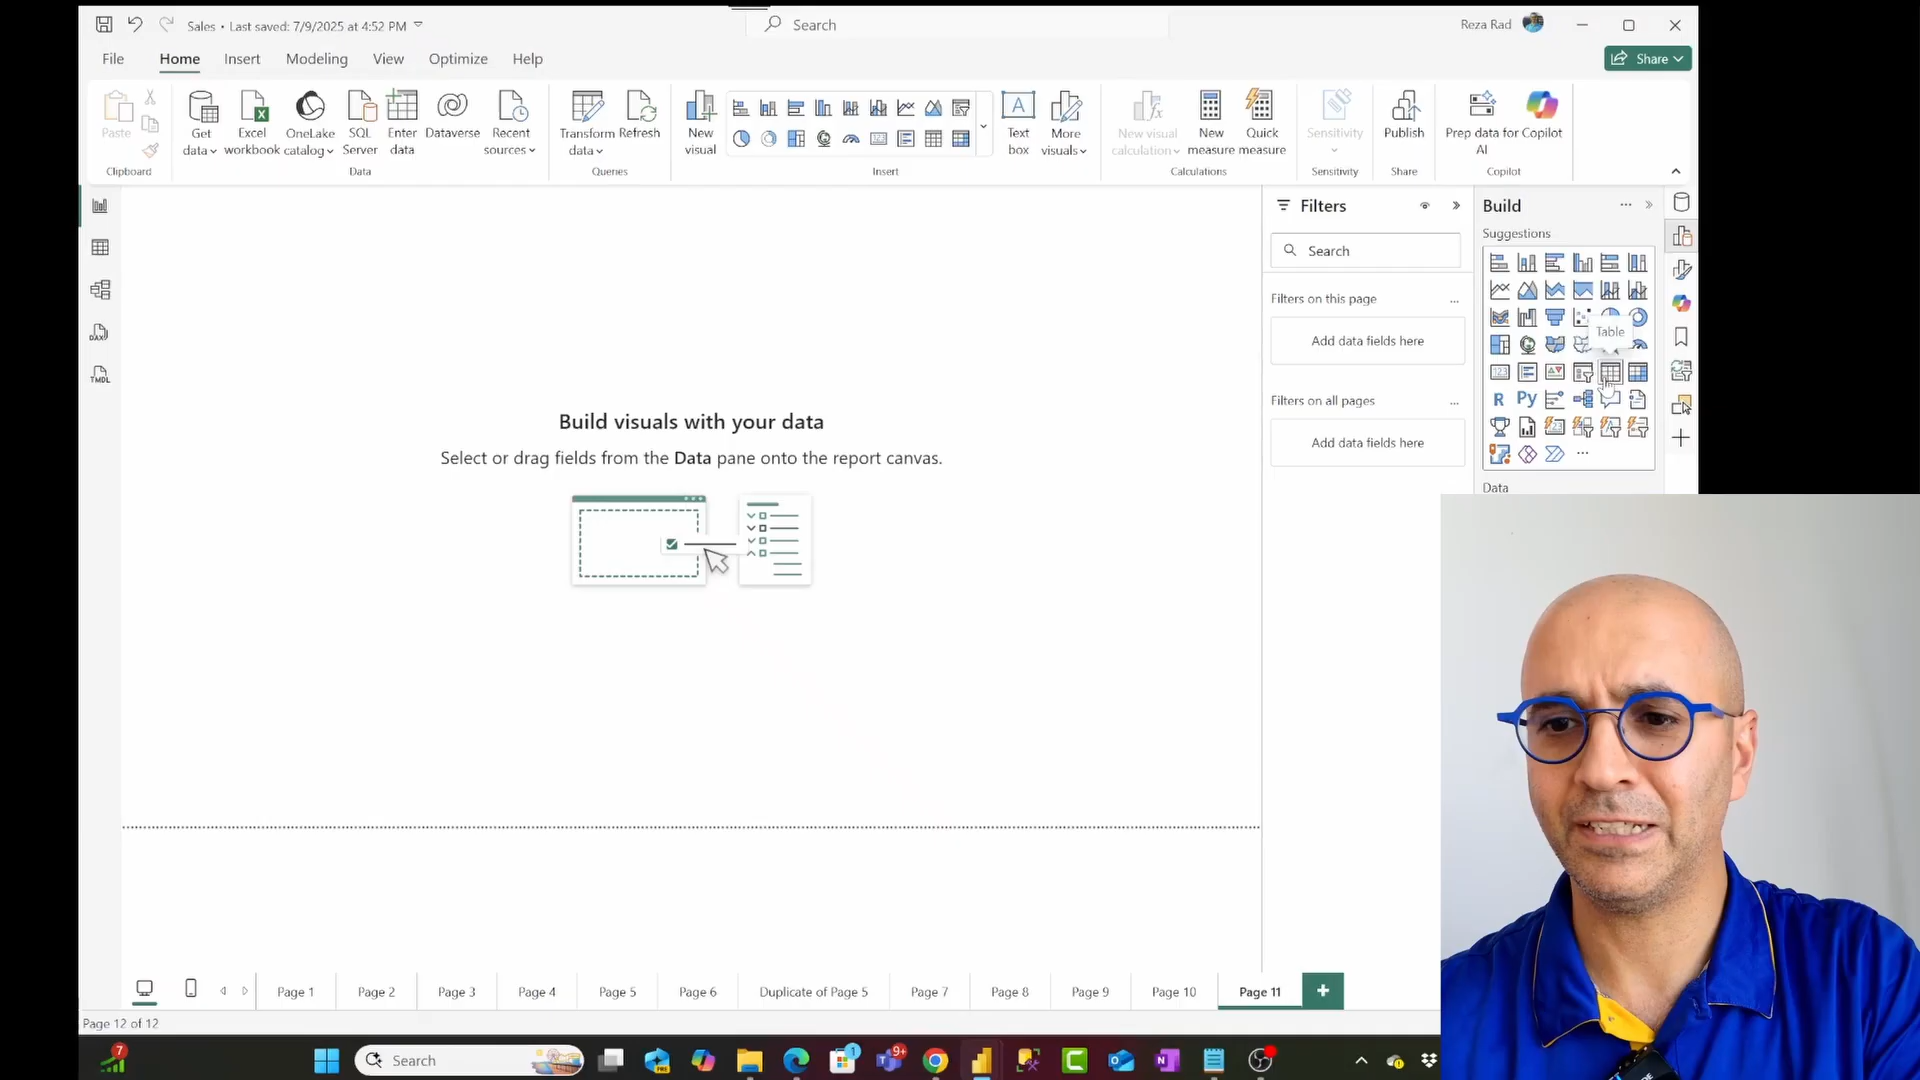 Sales • Last saved: 7/9/2025 at 4:52 PM
Search
Reza Rad
File Home Insert Modeling View Optimize Help
Share
Paste
Get data
Excel workbook
OneLake catalog
SQL Server
Enter data
Dataverse
Recent sources
Transform data
Refresh
New visual
Text box
More visuals
New visual calculation
New measure
Quick measure
Sensitivity
Publish
Prep data for AI
Copilot
Clipboard
Data
Queries
Insert
Calculations
Sensitivity
Share
Copilot
DAX
TMDL
Filters
Search
Filters on this page
Add data fields here
Filters on all pages
Add data fields here
Build
Suggestions
Table
123
R Py
Data
Build visuals with your data
Select or drag fields from the Data pane onto the report canvas.
Page 1 Page 2 Page 3 Page 4 Page 5 Page 6 Duplicate of Page 5 Page 7 Page 8 Page 9 Page 10 Page 11
Page 12 of 12
7
Search
PRE
1
9+